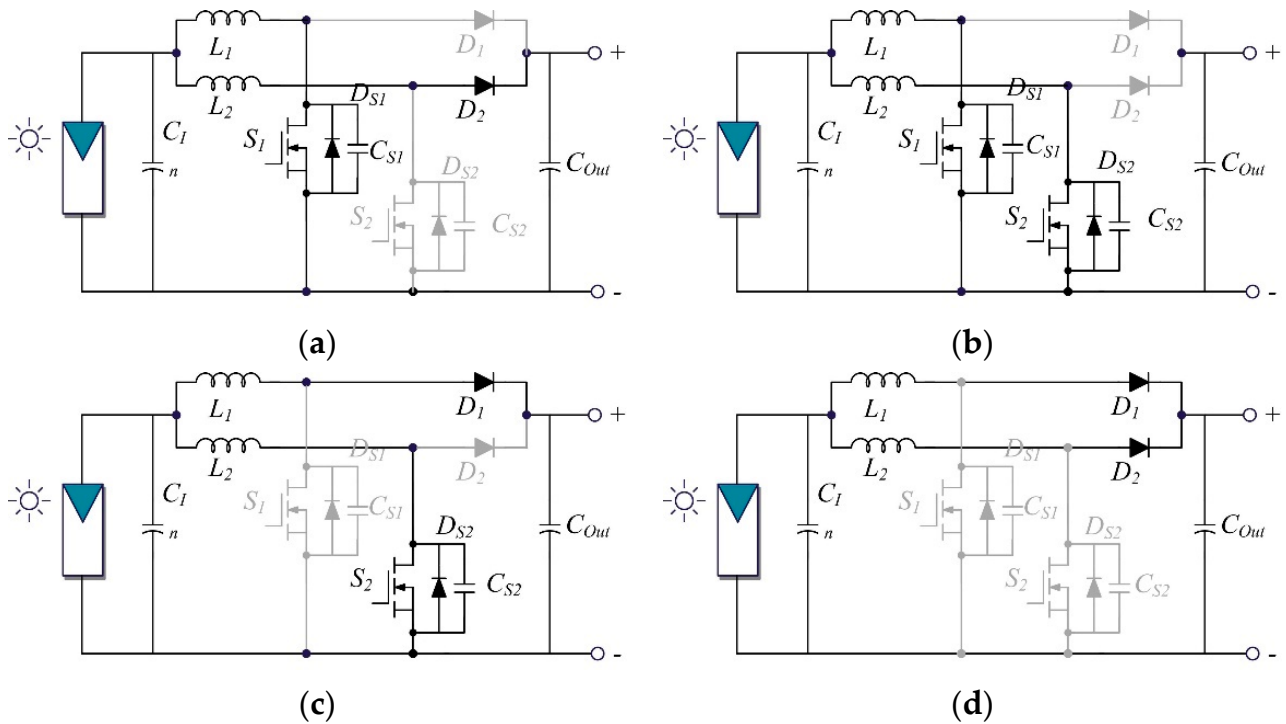 L1
D1
+
L2
D2
DS1
CI
n
S1
CS1
DS2
COut
S2
CS2
-
(a)
L1
D1
+
L2
D2
DS1
CI
n
S1
CS1
DS2
COut
S2
CS2
-
(b)
L1
D1
+
L2
D2
DS1
CI
n
S1
CS1
DS2
COut
S2
CS2
-
(c)
L1
D1
+
L2
D2
DS1
CI
n
S1
CS1
DS2
COut
S2
CS2
-
(d)